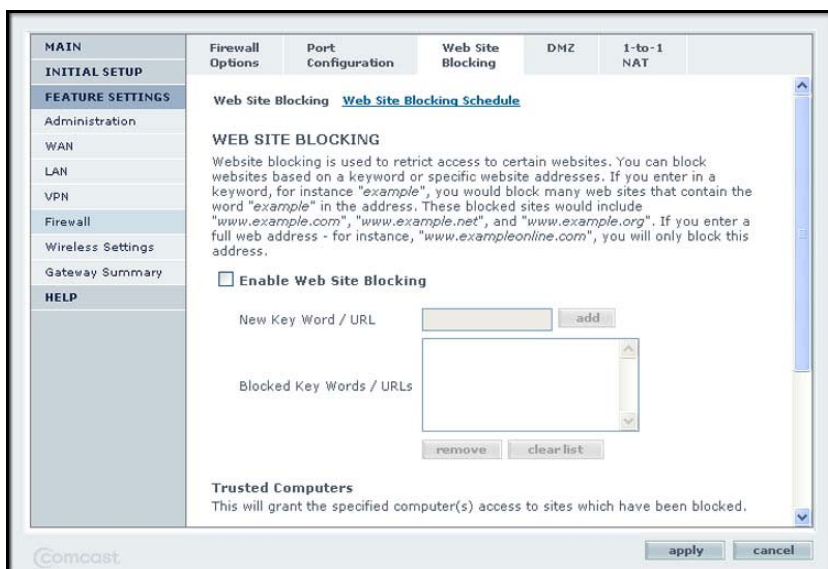 MAIN
INITIAL SETUP
FEATURE SETTINGS
Administration
WAN
LAN
VPN
Firewall
Wireless Settings
Gateway Summary
HELP
Firewall Options
Port Configuration
Web Site Blocking
DMZ
1-to-1 NAT
Web Site Blocking Web Site Blocking Schedule
WEB SITE BLOCKING
Website blocking is used to retrict access to certain websites. You can block
websites based on a keyword or specific website addresses. If you enter in a
keyword, for instance "example", you would block many web sites that contain the
word "example" in the address. These blocked sites would include
"www.example.com", "www.example.net", and "www.example.org". If you enter a
full web address - for instance, "www.exampleonline.com", you will only block this
address.
Enable Web Site Blocking
New Key Word / URL
add
Blocked Key Words / URLs
remove
clear list
Trusted Computers
This will grant the specified computer(s) access to sites which have been blocked.
Comcast
apply
cancel